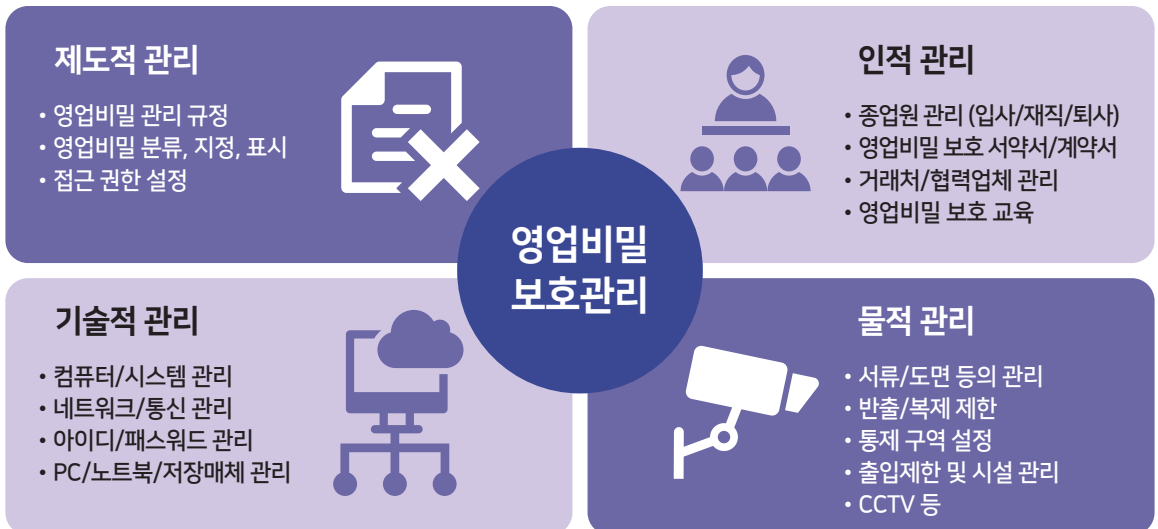 제도적 관리
• 영업비밀 관리 규정
• 영업비밀 분류, 지정, 표시
• 접근 권한 설정
인적 관리
• 종업원 관리 (입사/재직/퇴사)
• 영업비밀 보호 서약서/계약서
• 거래처/협력업체 관리
• 영업비밀 보호 교육
영업비밀
보호관리
기술적 관리
• 컴퓨터/시스템 관리
• 네트워크/통신 관리
• 아이디/패스워드 관리
• PC/노트북/저장매체 관리
물적 관리
• 서류/도면 등의 관리
• 반출/복제 제한
• 통제 구역 설정
• 출입제한 및 시설 관리
• CCTV 등